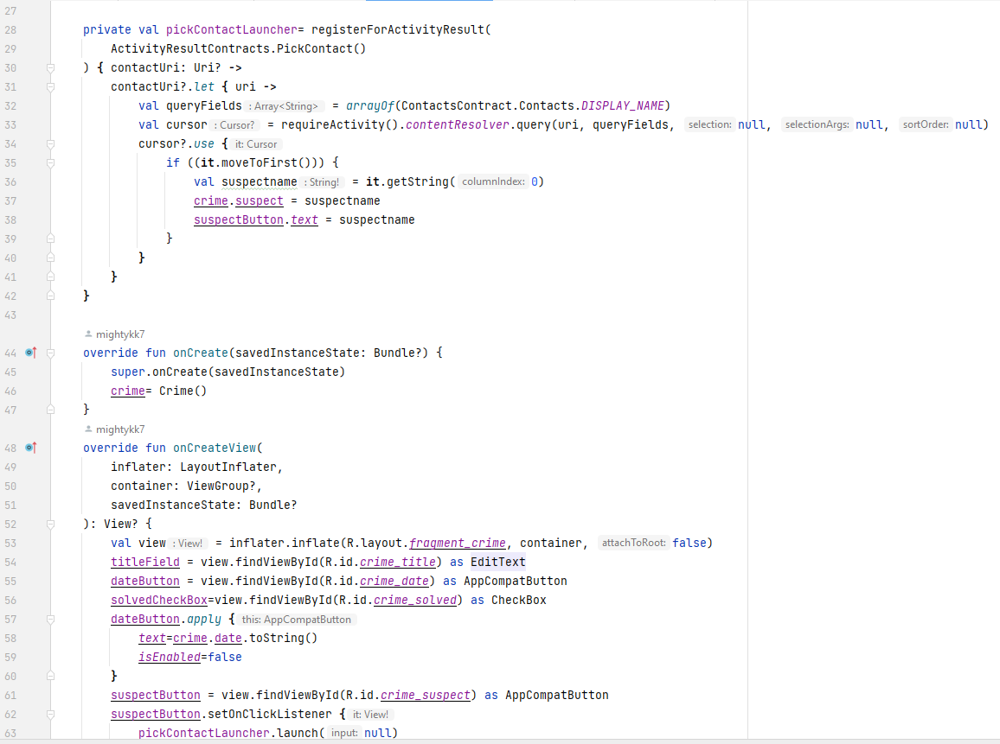 27
28 private val pickContactLauncher= registerForActivityResult(
29 ActivityResultContracts.PickContact()
30 ) { contactUri: Uri? ->
31 contactUri?.let { uri ->
32 val queryFields : Array<String> = arrayOf(ContactsContract.Contacts.DISPLAY_NAME)
33 val cursor : Cursor? = requireActivity().contentResolver.query(uri, queryFields, selection: null, selectionArgs: null, sortOrder: null)
34 cursor?.use { it: Cursor
35 if ((it.moveToFirst())) {
36 val suspectname : String! = it.getString( columnIndex: 0)
37 crime.suspect = suspectname
38 suspectButton.text = suspectname
39 }
40 }
41 }
42 }
43
mightykk7
44 override fun onCreate(savedInstanceState: Bundle?) {
45 super.onCreate(savedInstanceState)
46 crime= Crime()
47 }
mightykk7
48 override fun onCreateView(
49 inflater: LayoutInflater,
50 container: ViewGroup?,
51 savedInstanceState: Bundle?
52 ): View? {
53 val view : View! = inflater.inflate(R.layout.fragment_crime, container, attachToRoot: false)
54 titleField = view.findViewById(R.id.crime_title) as EditText
55 dateButton = view.findViewById(R.id.crime_date) as AppCompatButton
56 solvedCheckBox=view.findViewById(R.id.crime_solved) as CheckBox
57 dateButton.apply { this: AppCompatButton
58 text=crime.date.toString()
59 isEnabled=false
60 }
61 suspectButton = view.findViewById(R.id.crime_suspect) as AppCompatButton
62 suspectButton.setOnClickListener { it: View!
63 pickContactLauncher.launch( input: null)